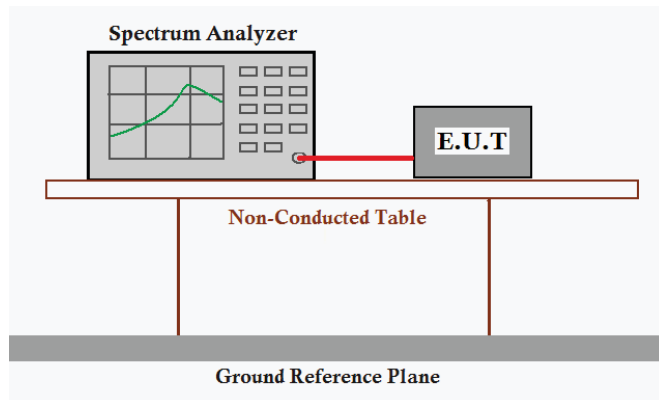 Spectrum Analyzer
E.U.T
Non-Conducted Table
Ground Reference Plane